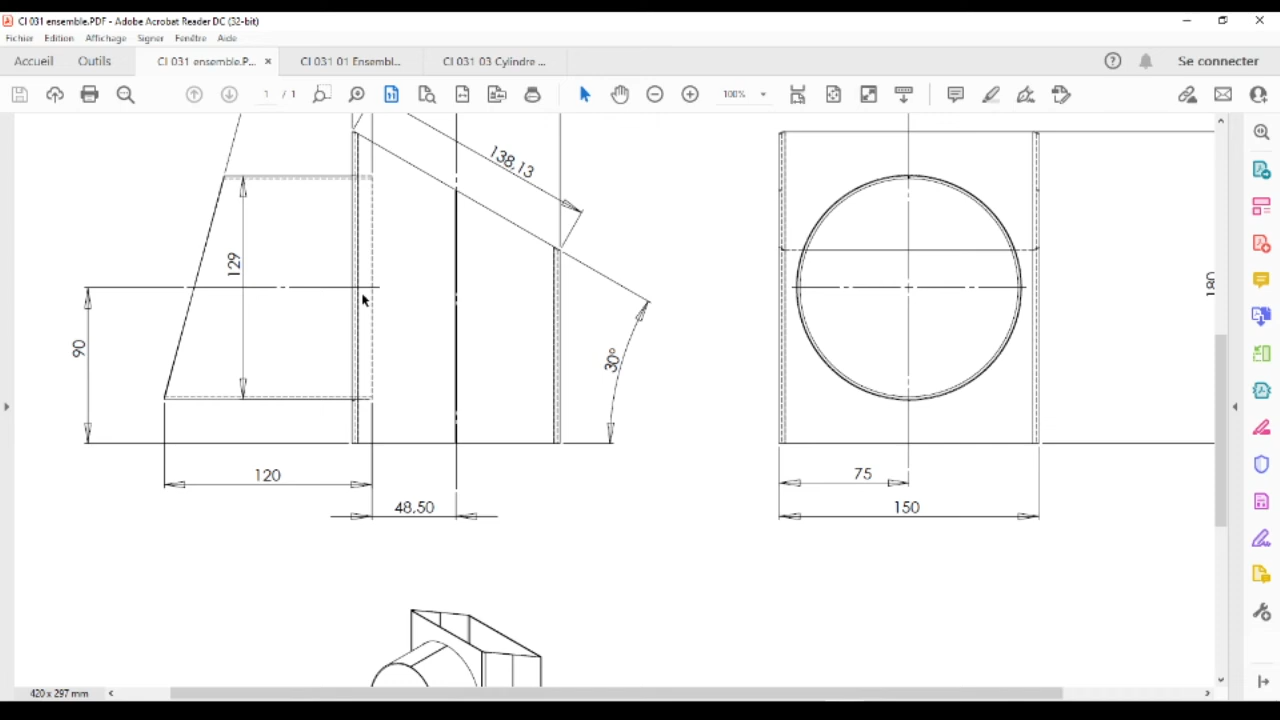 CI 031 ensemble.PDF - Adobe Acrobat Reader DC (32-bit)
Fichier Edition Affichage Signer Fenêtre Aide
Accueil Outils CI 031 ensemble.P... × CI 031 01 Ensembl... CI 031 03 Cylindre ... Se connecter
1 / 1 100%
138,13
129
90
30°
180
120
75
48,50
150
420 x 297 mm